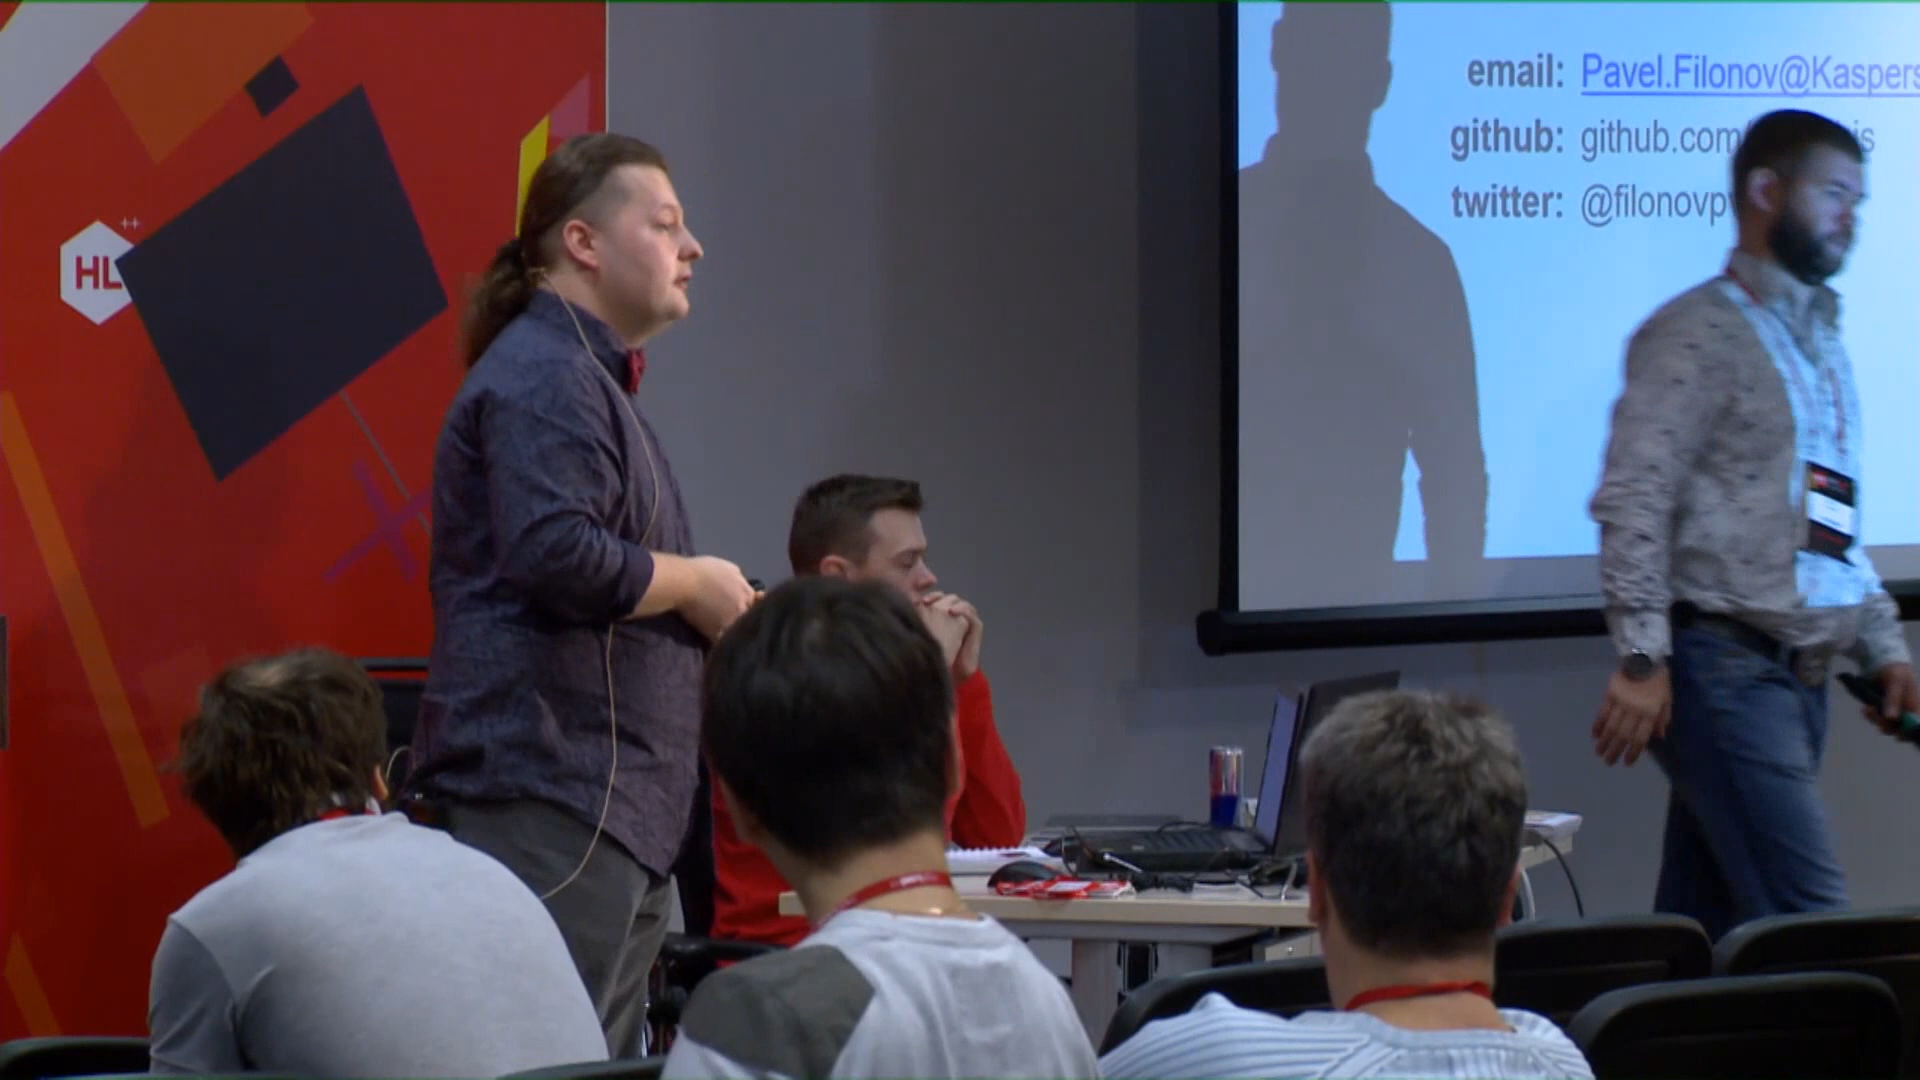 ++
HL
email: Pavel.Filonov@Kaspers
github: github.com
twitter: @filonovp